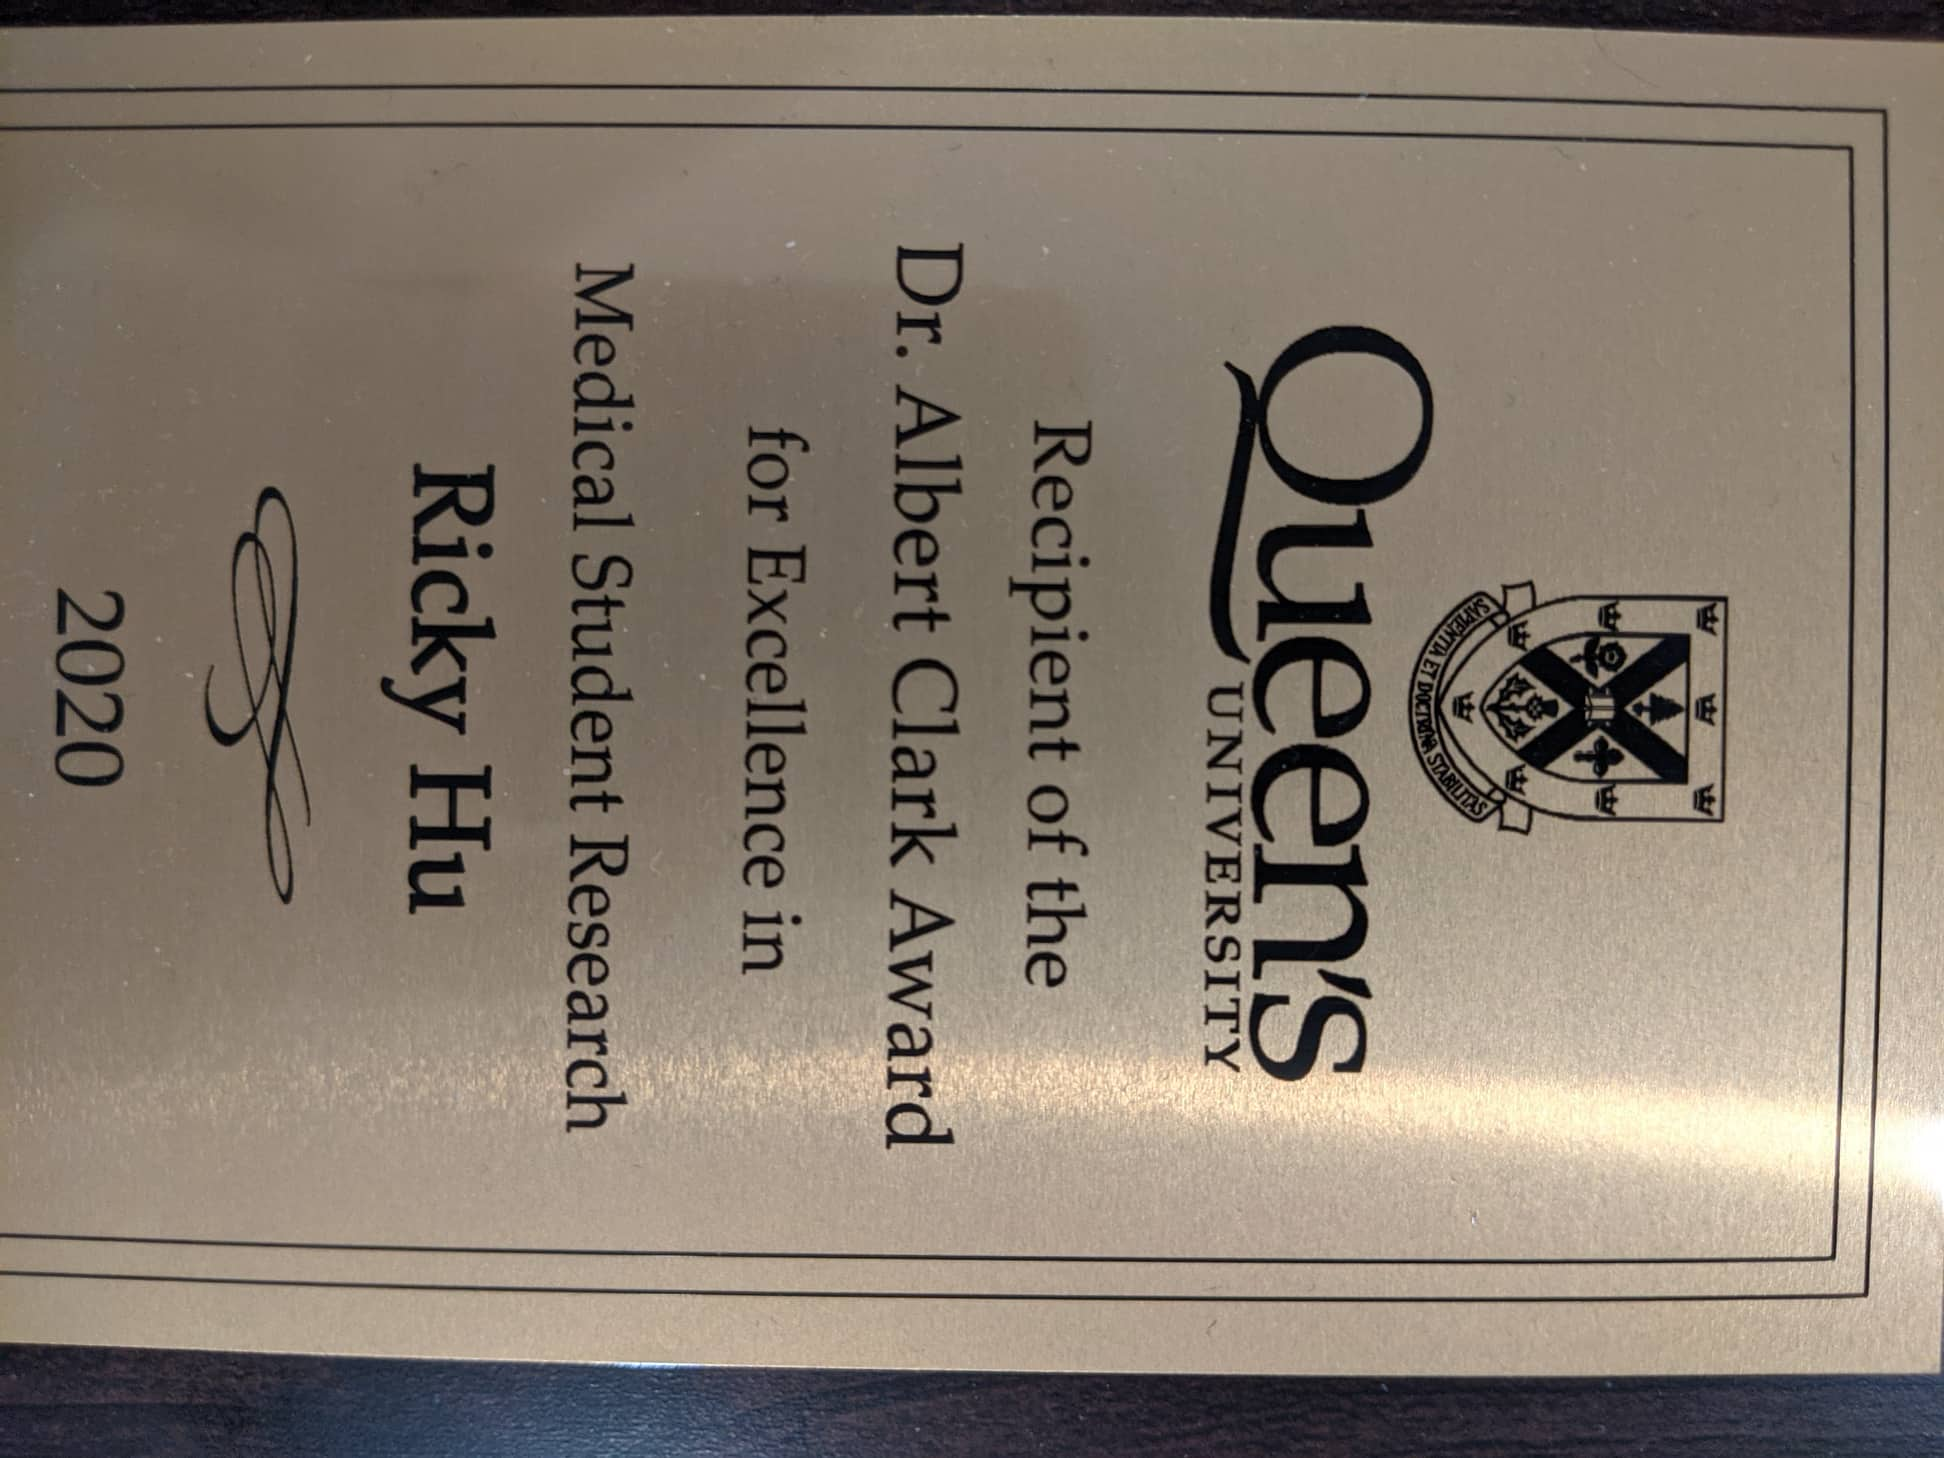 SAPIENTIA ET DOCTRINA STABILITAS
Queen's
UNIVERSITY
Recipient of the
Dr. Albert Clark Award
for Excellence in
Medical Student Research
Ricky Hu
2020